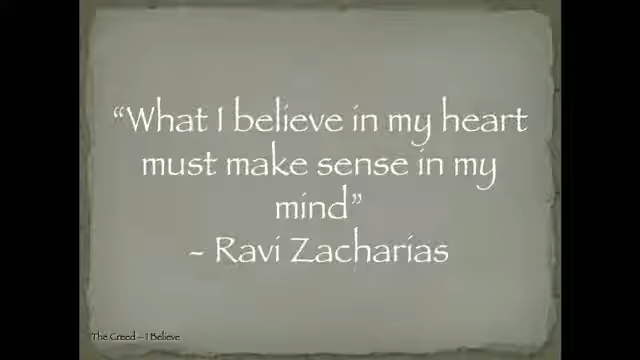 “What I believe in my heart
must make sense in my
mind”
~ Ravi Zacharias
The Creed – I Believe